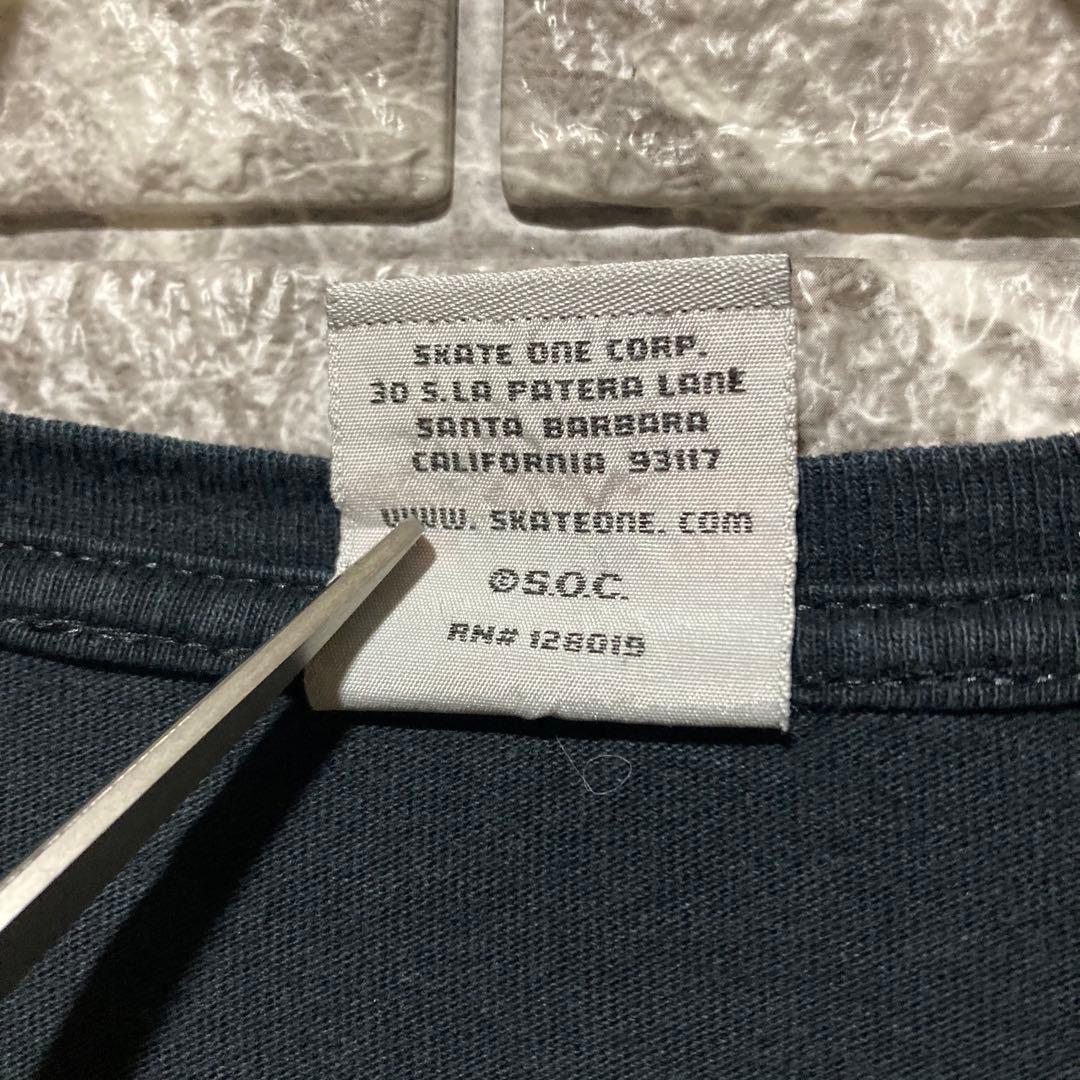 SKATE ONE CORP.
30 S.LA PATERA LANE
SANTA BARBARA
CALIFORNIA 93117
WWW. SKATEONE. COM
©S.O.C.
RN# 128019